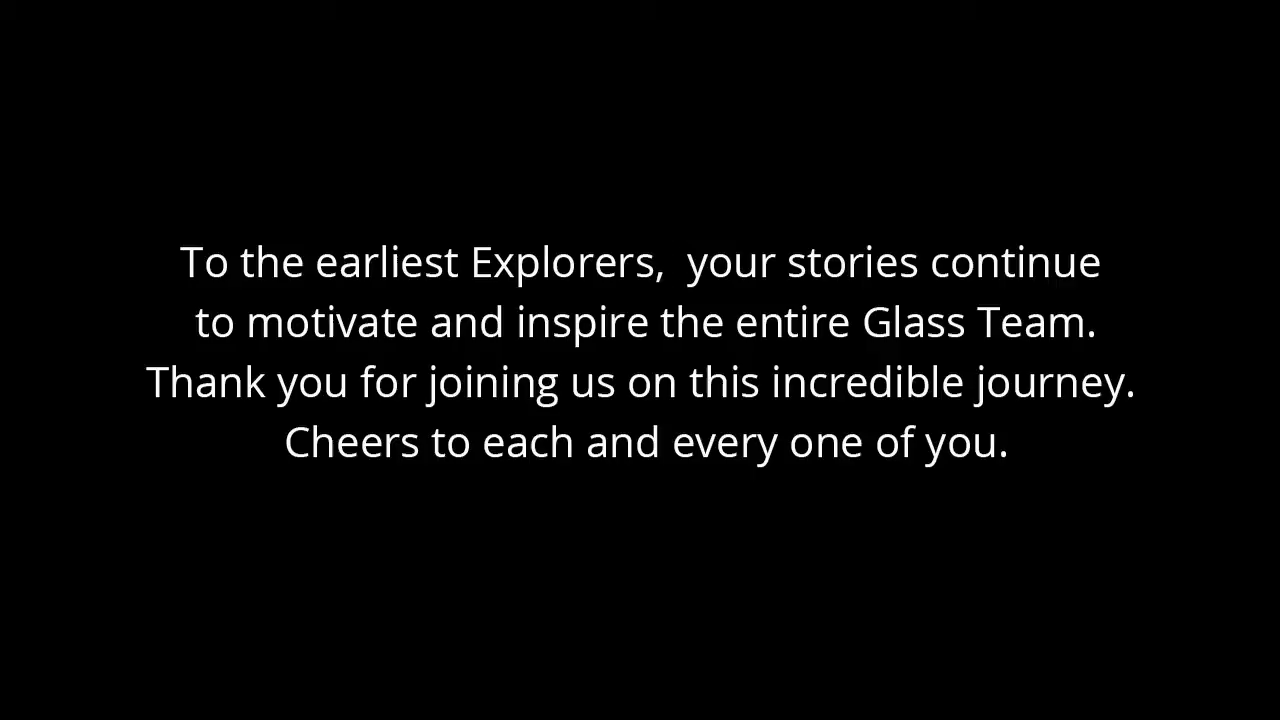 To the earliest Explorers,  your stories continue
to motivate and inspire the entire Glass Team.
Thank you for joining us on this incredible journey.
Cheers to each and every one of you.